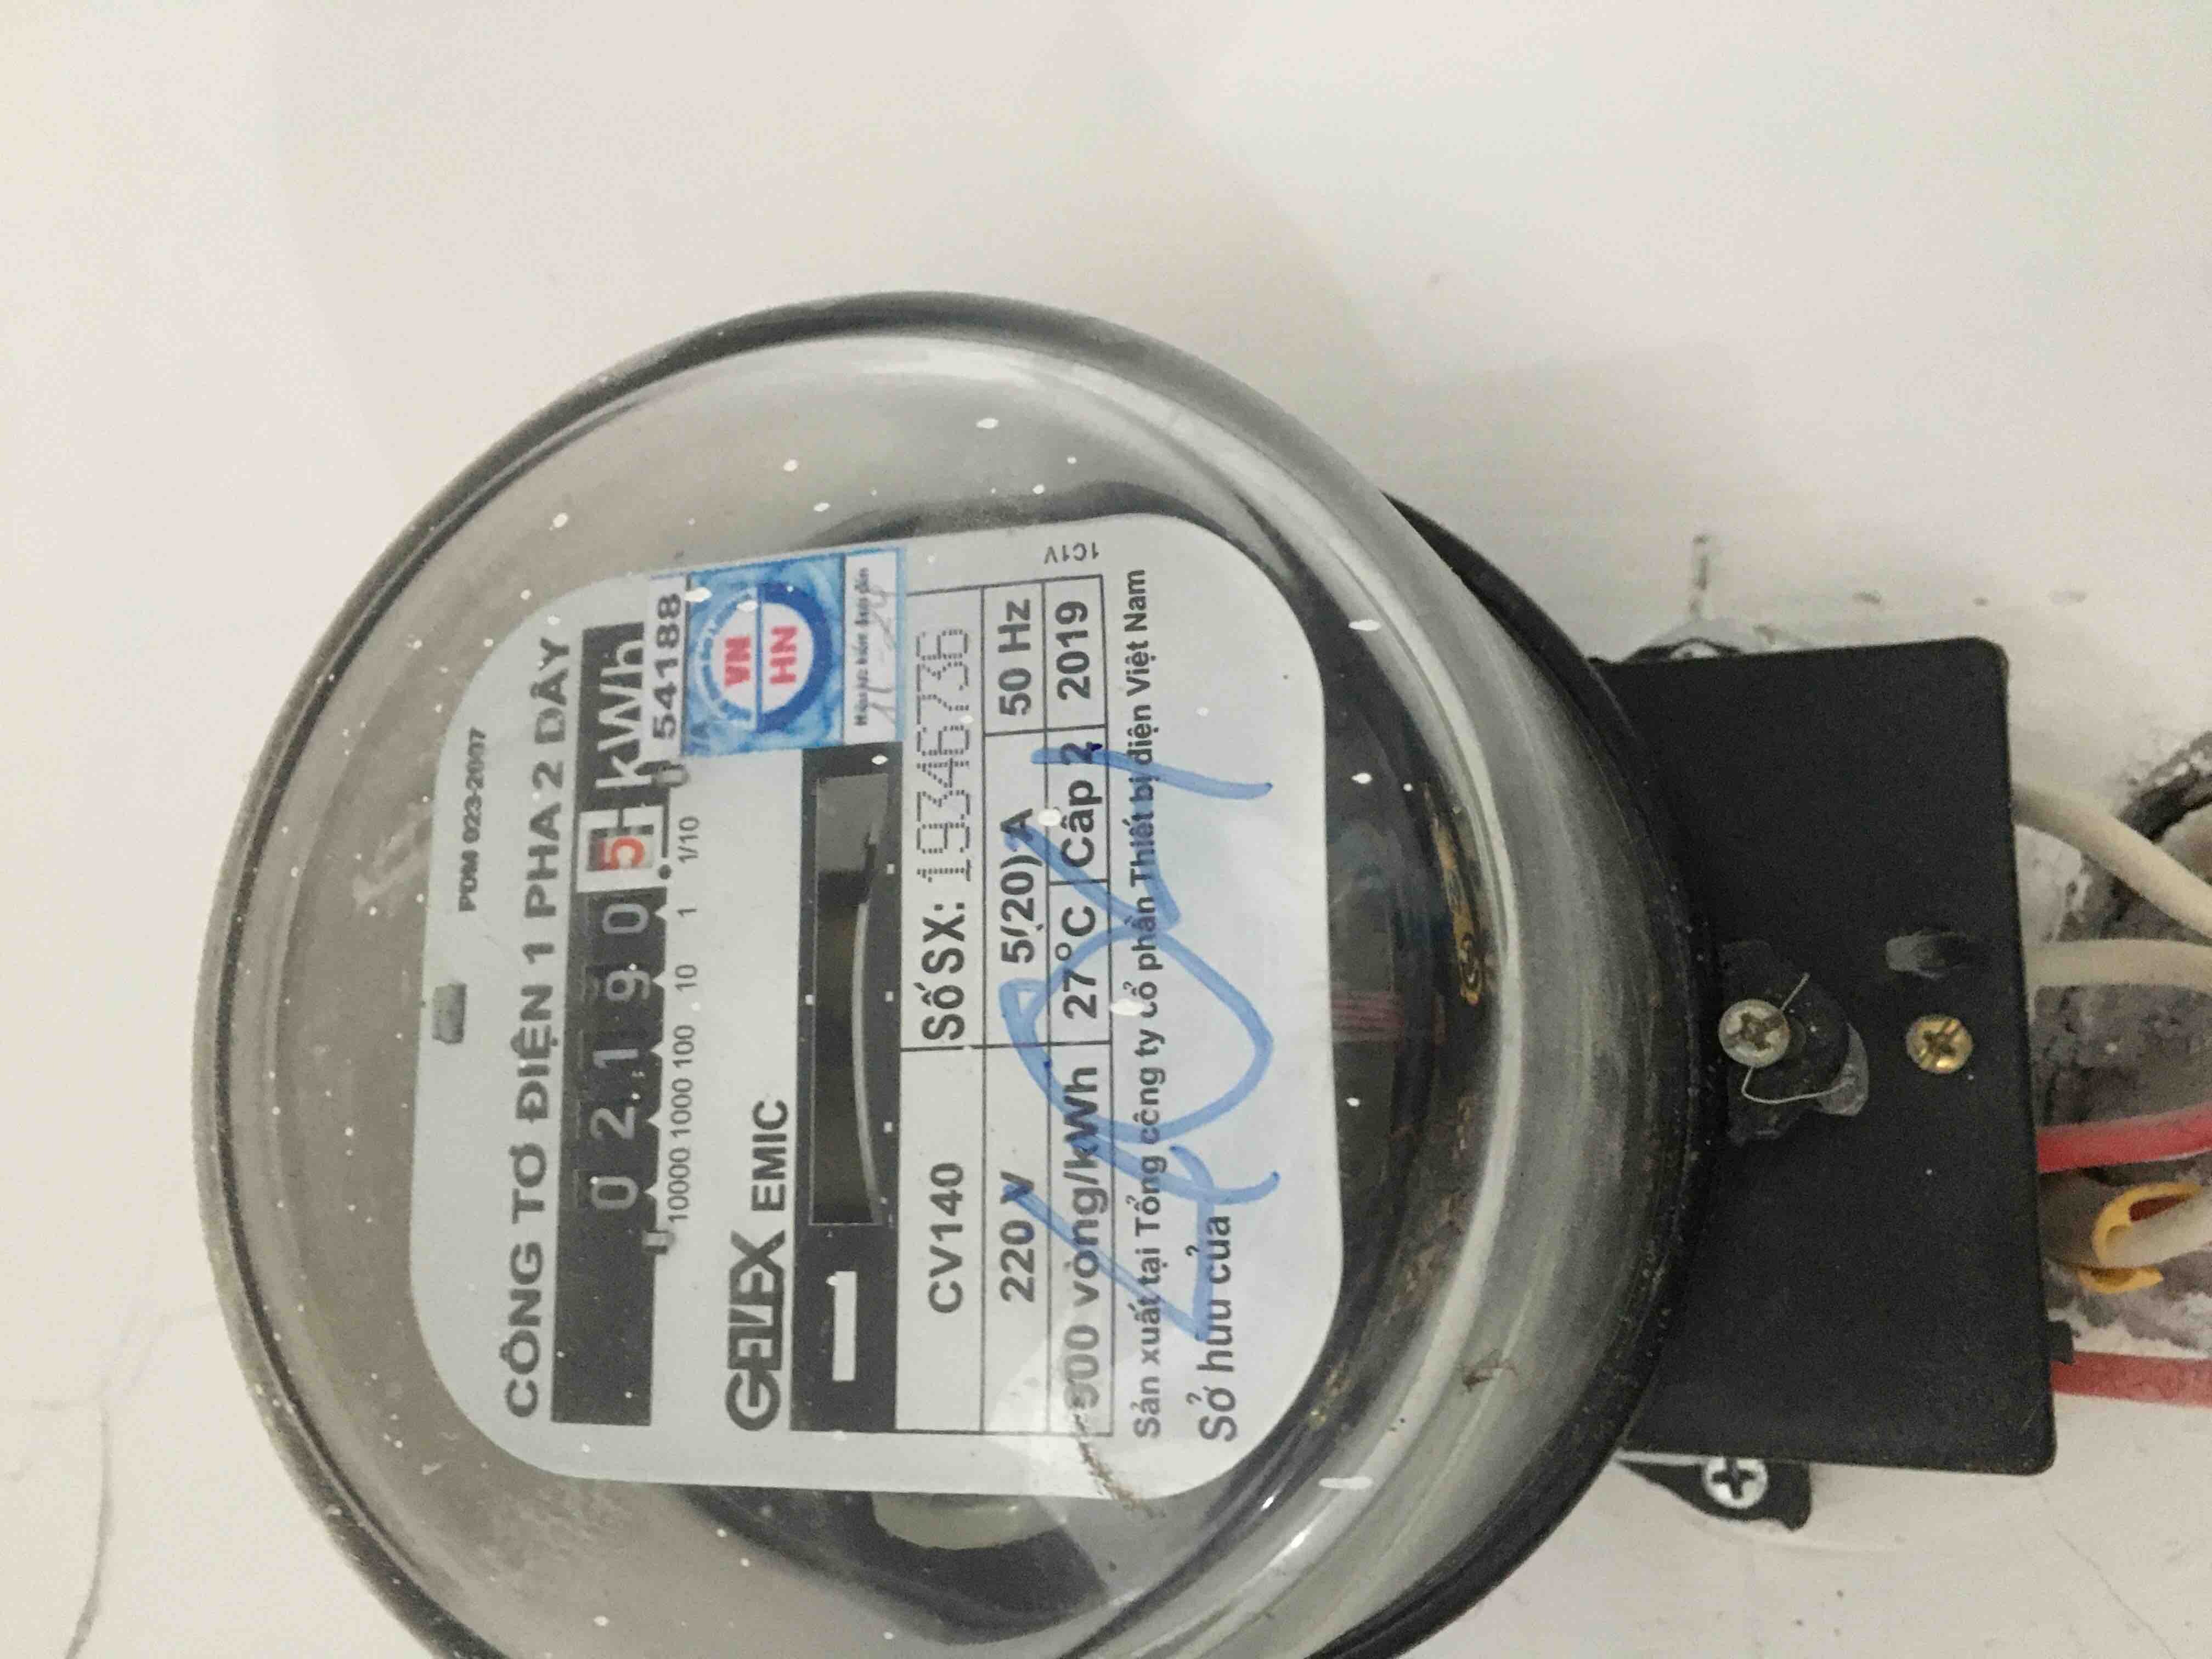 PDM 023-2007
CÔNG TƠ ĐIỆN 1 PHA 2 DÂY
0 2 1 9 0 5 kWh
10000 1000 100 10 1 1/10
54188
VN
HN
GELEX EMIC
CV140 Số SX: 19346736
220 V 5(20) A 50 Hz
900 vòng/kWh 27°C Cấp 2 2019
1C1V
Sản xuất tại Tổng công ty cổ phần Thiết bị điện Việt Nam
Sở hữu của